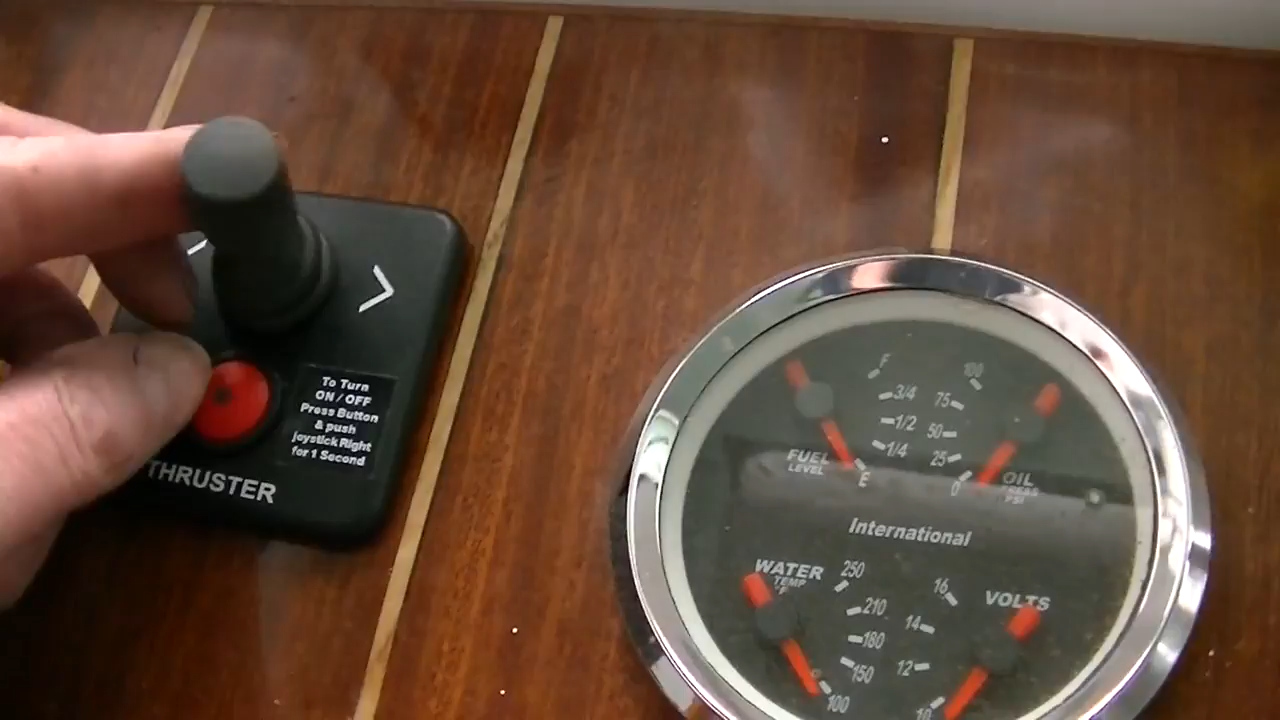 To Turn
ON / OFF
Press Button
& push
joystick Right
for 1 Second
THRUSTER
F
3/4
1/2
1/4
E
FUEL
LEVEL
100
75
50
25
0
OIL
PRESS
PSI
International
WATER
TEMP
°F
250
210
180
150
100
16
14
12
10
VOLTS